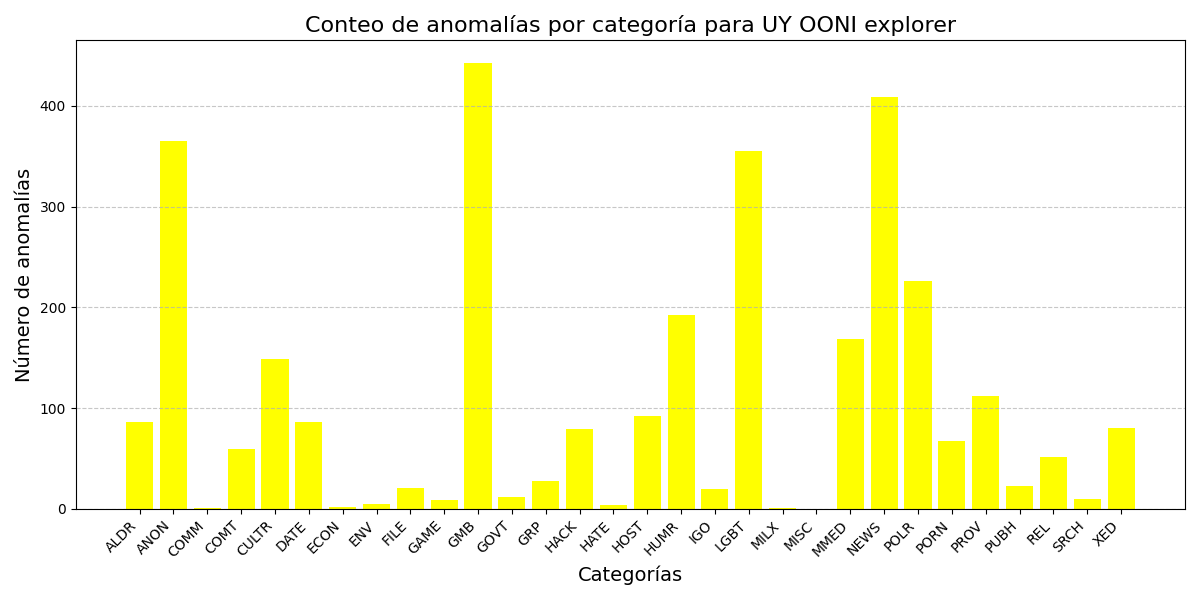 Conteo de anomalías por categoría para UY OONI explorer
Número de anomalías
400
300
200
100
0
ALDR
ANON
COMM
COMT
CULTR
DATE
ECON
ENV
FILE
GAME
GMB
GOVT
GRP
HACK
HATE
HOST
HUMR
IGO
LGBT
MILX
MISC
MMED
NEWS
POLR
PORN
PROV
PUBH
REL
SRCH
XED
Categorías